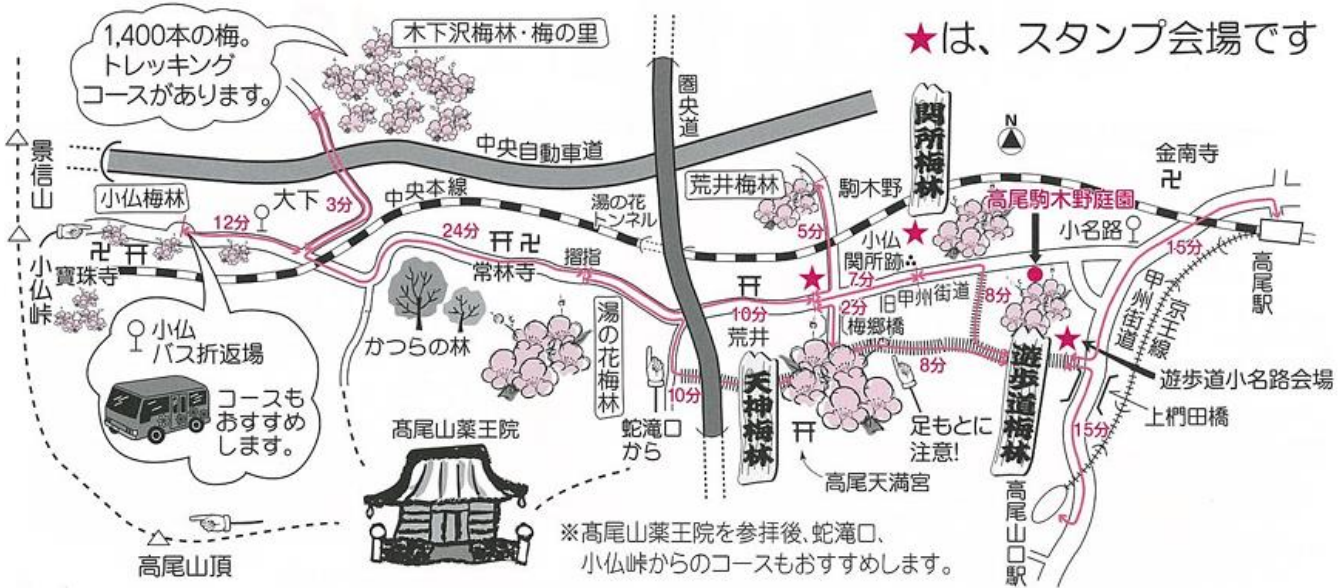 ★は、スタンプ会場です
1,400本の梅。
トレッキング
コースがあります。
木下沢梅林・梅の里
圏央道
中央自動車道
関所梅林
N
金南寺
景信山
小仏梅林
12分
大下
3分
中央本線
湯の花
トンネル
荒井梅林
駒木野
高尾駒木野庭園
小名路
15分
高尾駅
24分
常林寺
摺指
5分
小仏
関所跡
7分
旧甲州街道
8分
甲州街道
京王線
小仏峠
寶珠寺
かつらの林
湯の花梅林
10分
荒井
2分
梅郷橋
8分
遊歩道小名路会場
上椚田橋
15分
小仏
バス折返場
コースも
おすすめ
します。
10分
天神梅林
遊歩道梅林
足もとに
注意!
蛇滝口
から
高尾天満宮
髙尾山薬王院
高尾山口駅
高尾山頂
※髙尾山薬王院を参拝後、蛇滝口、
小仏峠からのコースもおすすめします。